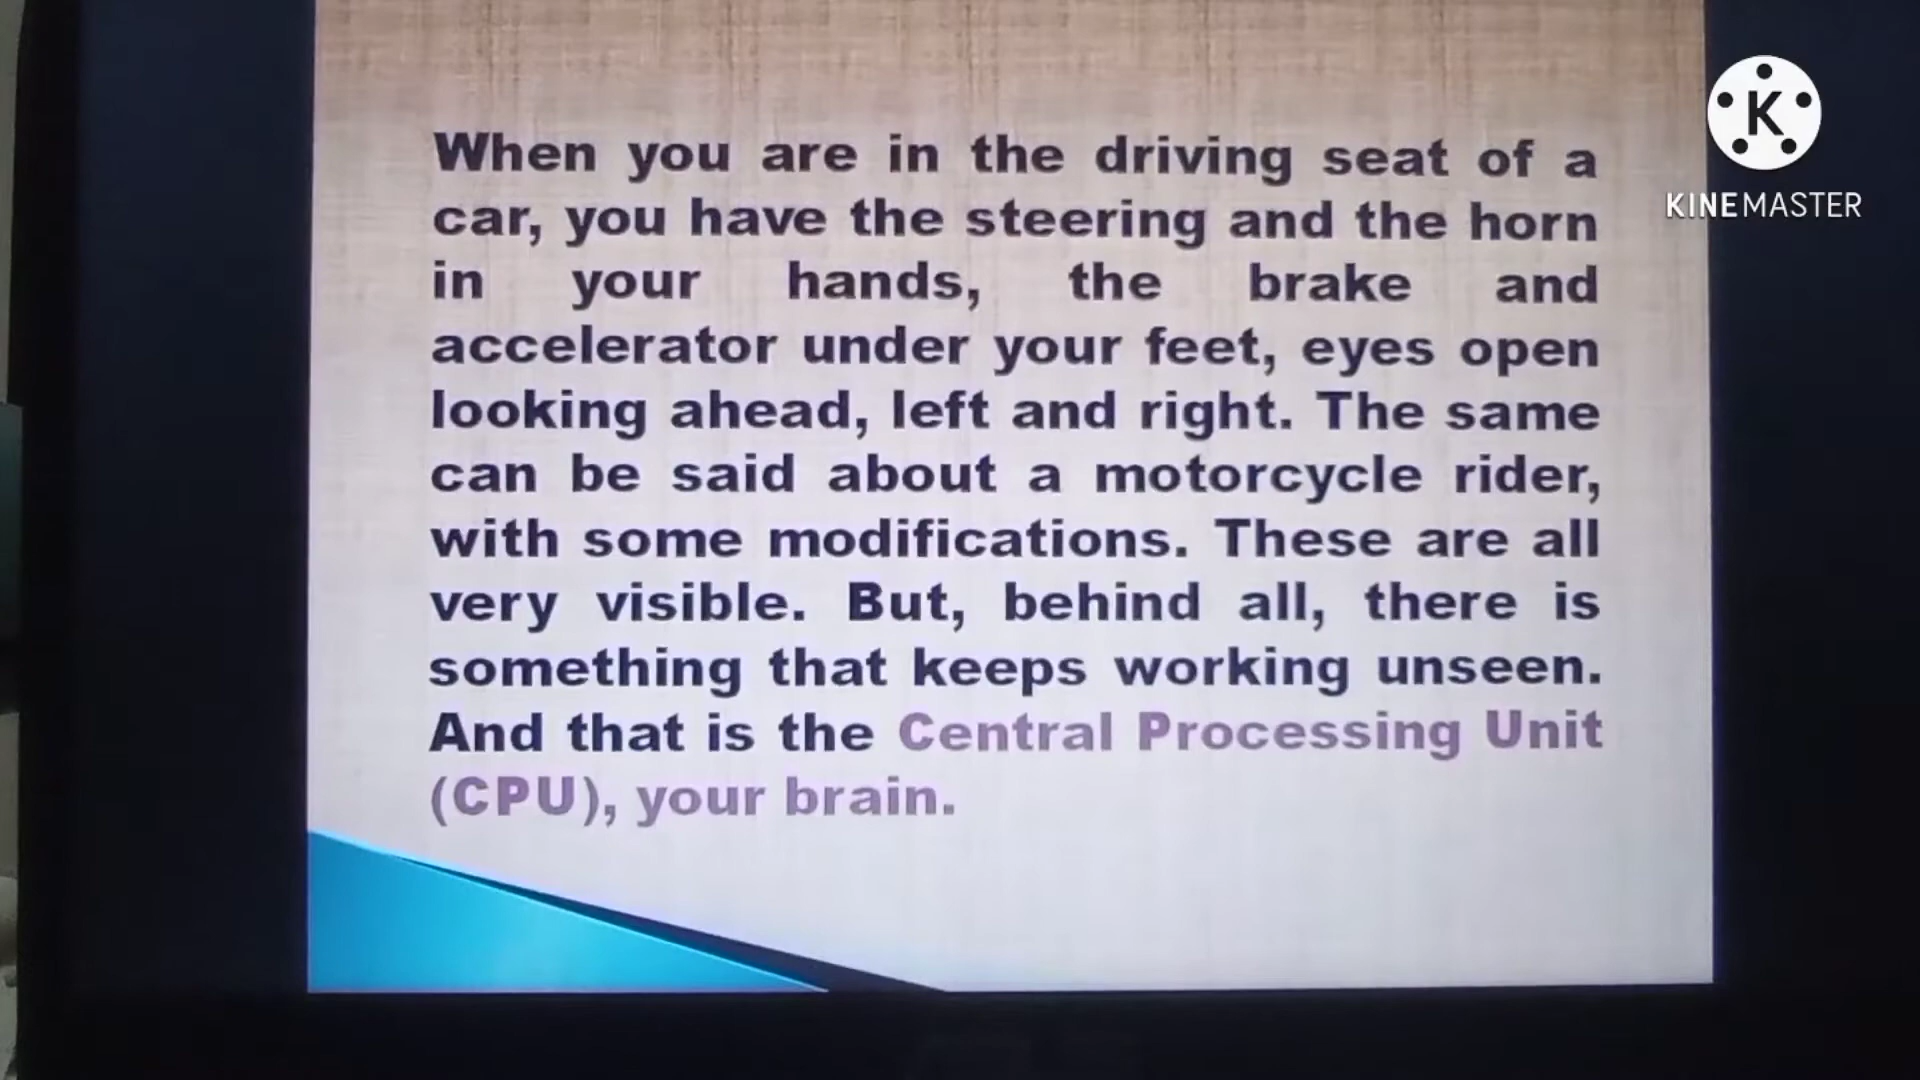 When you are in the driving seat of a
car, you have the steering and the horn
in your hands, the brake and
accelerator under your feet, eyes open
looking ahead, left and right. The same
can be said about a motorcycle rider,
with some modifications. These are all
very visible. But, behind all, there is
something that keeps working unseen.
And that is the Central Processing Unit
(CPU), your brain.
K
KINEMASTER